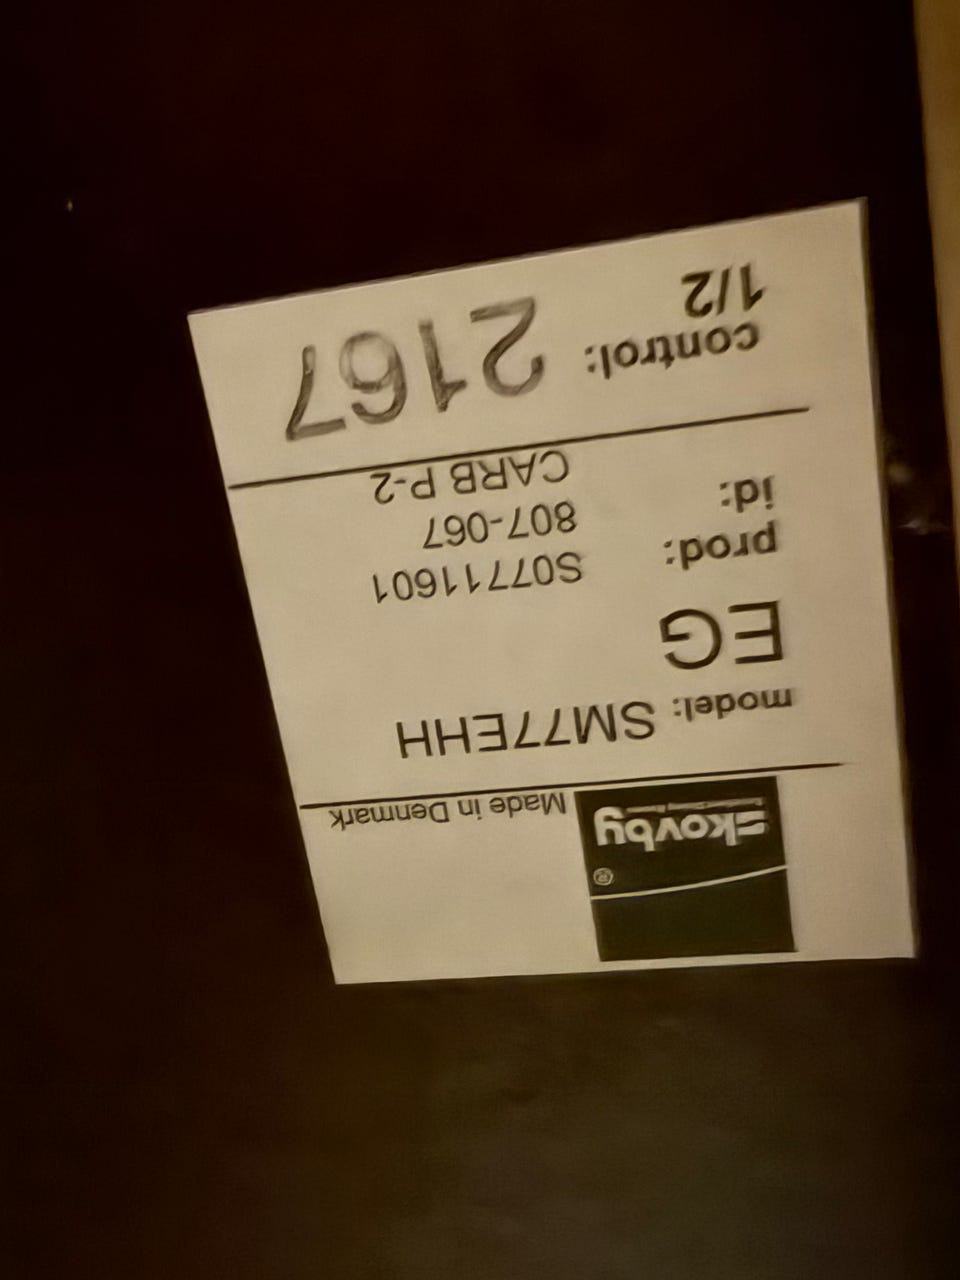 Skovby®
Made in Denmark
model: SM77EHH
EG
prod: S07711601
id: 807-067
CARB P-2
control: 2167
1/2